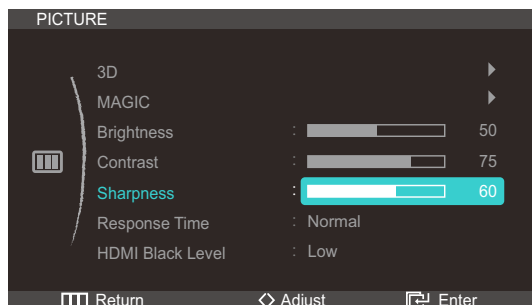 PICTURE
3D
MAGIC
Brightness : 50
Contrast : 75
Sharpness : 60
Response Time : Normal
HDMI Black Level : Low
Return Adjust Enter